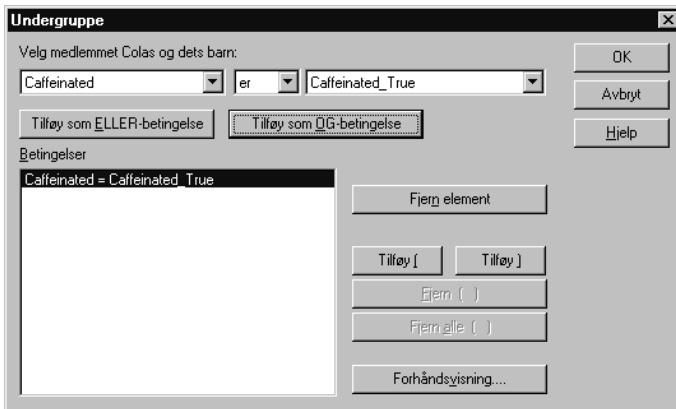 Undergruppe
Velg medlemmet Colas og dets barn:
Caffeinated er Caffeinated_True
OK
Avbryt
Hjelp
Tilføy som ELLER-betingelse Tilføy som OG-betingelse
Betingelser
Caffeinated = Caffeinated_True
Fjern element
Tilføy ( Tilføy )
Fjern ( )
Fjern alle ( )
Forhåndsvisning....